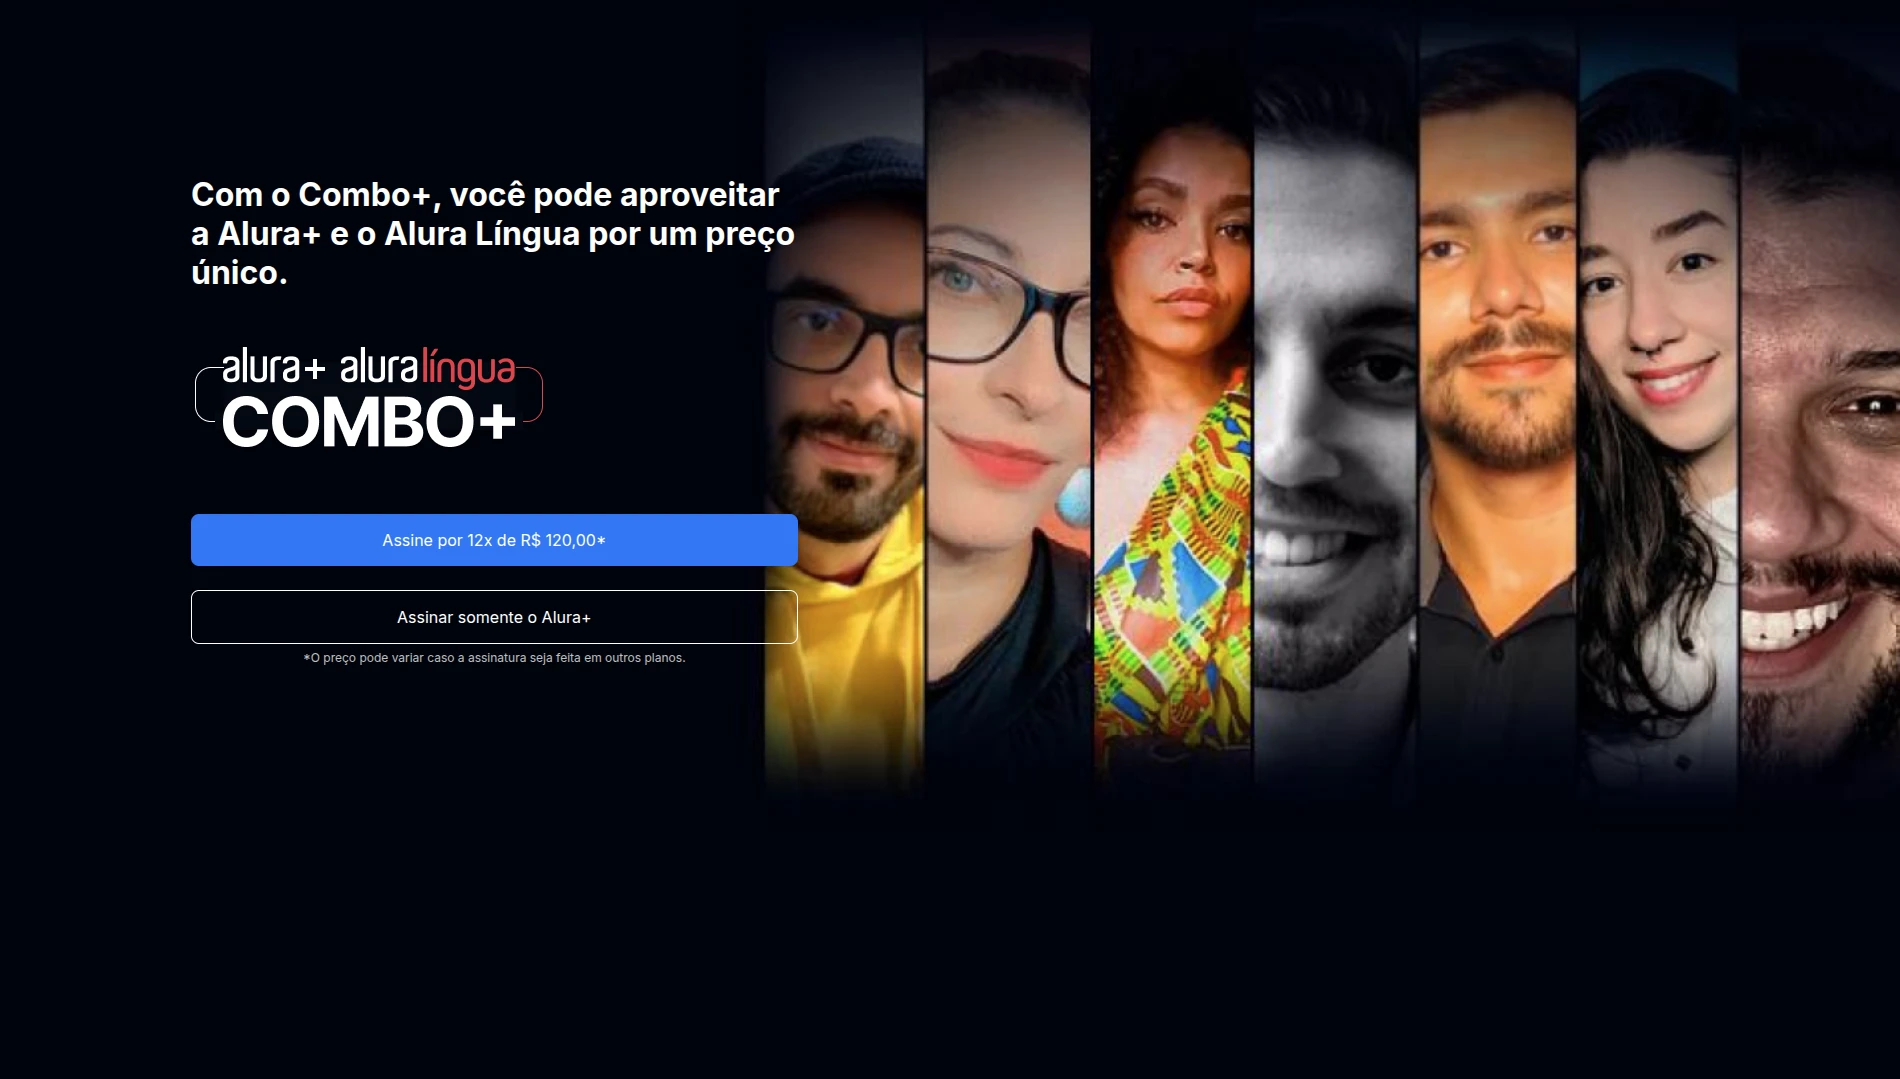 Com o Combo+, você pode aproveitar
a Alura+ e o Alura Língua por um preço
único.
alura+ aluralíngua
COMBO+
Assine por 12x de R$ 120,00*
Assinar somente o Alura+
*O preço pode variar caso a assinatura seja feita em outros planos.